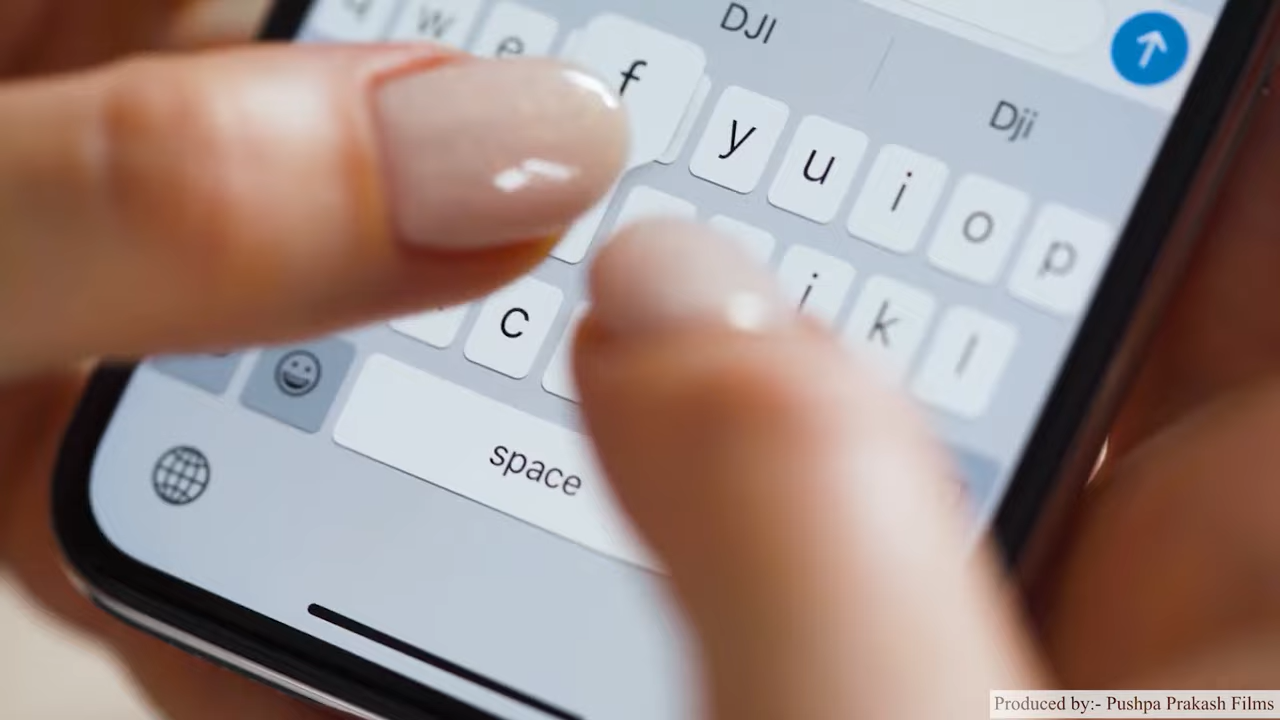 DJI
Dji
w e f y u i o p
j k l
c
space
Produced by:- Pushpa Prakash Films